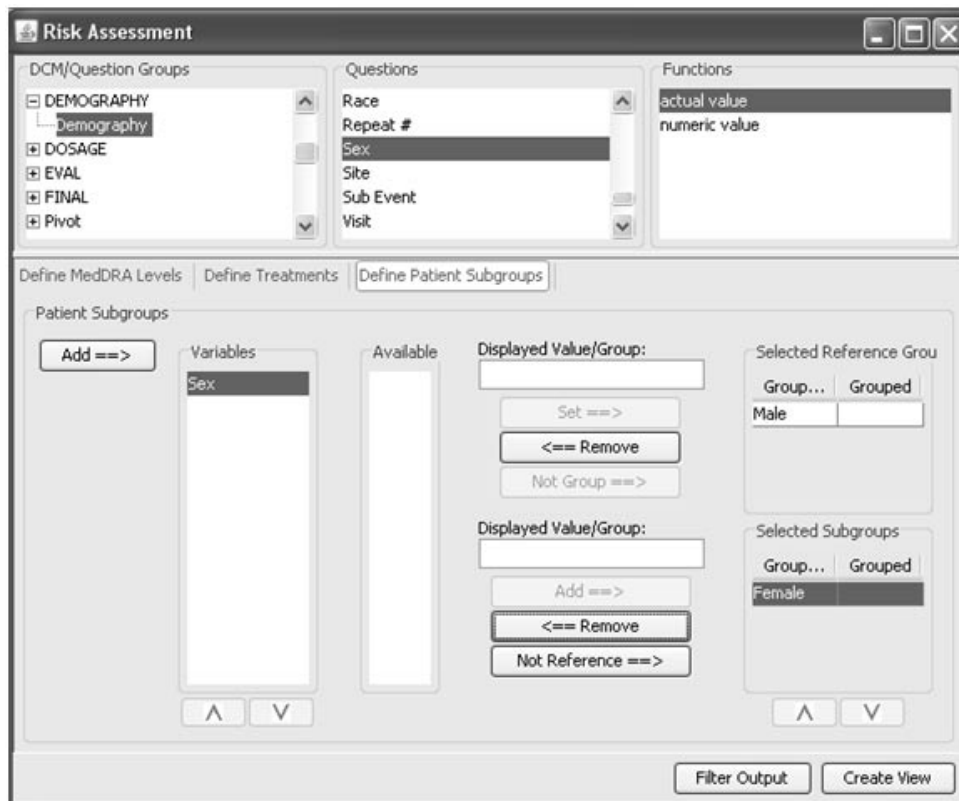 Risk Assessment
DCM/Question Groups
DEMOGRAPHY
Demography
DOSAGE
EVAL
FINAL
Pivot
Questions
Race
Repeat #
Sex
Site
Sub Event
Visit
Functions
actual value
numeric value
Define MedDRA Levels
Define Treatments
Define Patient Subgroups
Patient Subgroups
Add ==>
Variables
Sex
Available
Displayed Value/Group:
Set ==>
<== Remove
Not Group ==>
Displayed Value/Group:
Add ==>
<== Remove
Not Reference ==>
Selected Reference Grou
Group... Grouped
Male
Selected Subgroups
Group... Grouped
Female
Filter Output
Create View